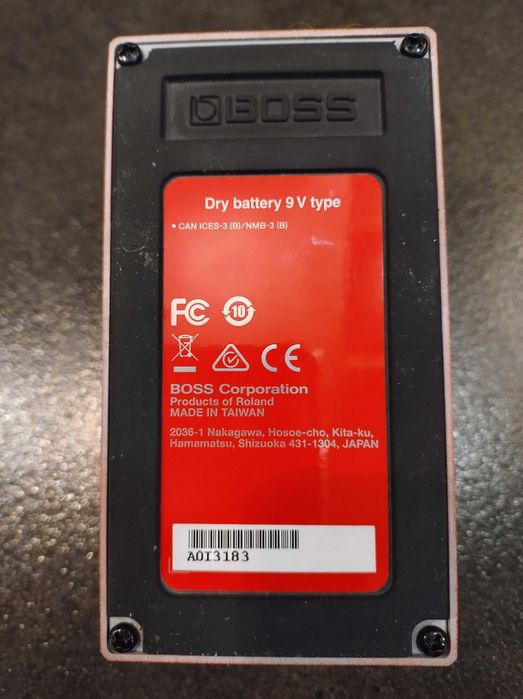 BOSS
Dry battery 9 V type
• CAN ICES-3 (B)/NMB-3 (B)
FC
10
CE
BOSS Corporation
Products of Roland
MADE IN TAIWAN
2036-1 Nakagawa, Hosoe-cho, Kita-ku,
Hamamatsu, Shizuoka 431-1304, JAPAN
A0I3183